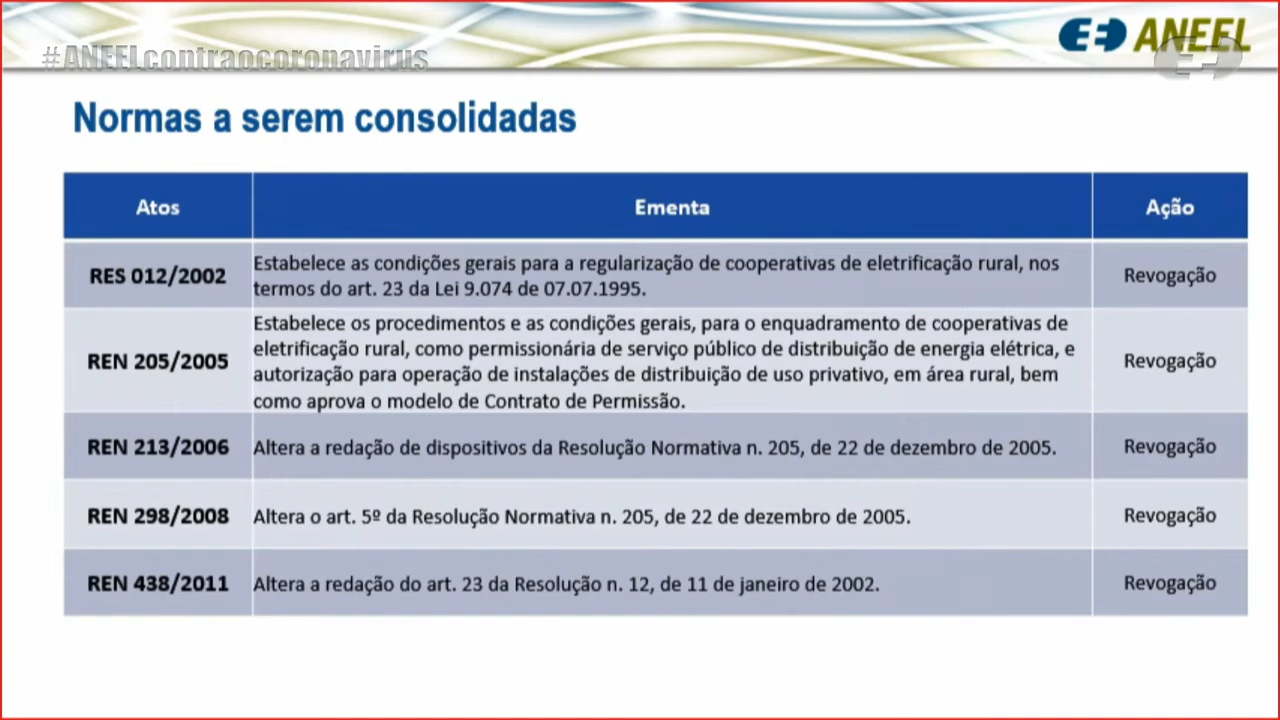 #ANEELcontraocoronavirus
ANEEL
Normas a serem consolidadas
Atos
Ementa
Ação
RES 012/2002
Estabelece as condições gerais para a regularização de cooperativas de eletrificação rural, nos
termos do art. 23 da Lei 9.074 de 07.07.1995.
Revogação
REN 205/2005
Estabelece os procedimentos e as condições gerais, para o enquadramento de cooperativas de
eletrificação rural, como permissionária de serviço público de distribuição de energia elétrica, e
autorização para operação de instalações de distribuição de uso privativo, em área rural, bem
como aprova o modelo de Contrato de Permissão.
Revogação
REN 213/2006
Altera a redação de dispositivos da Resolução Normativa n. 205, de 22 de dezembro de 2005.
Revogação
REN 298/2008
Altera o art. 5º da Resolução Normativa n. 205, de 22 de dezembro de 2005.
Revogação
REN 438/2011
Altera a redação do art. 23 da Resolução n. 12, de 11 de janeiro de 2002.
Revogação